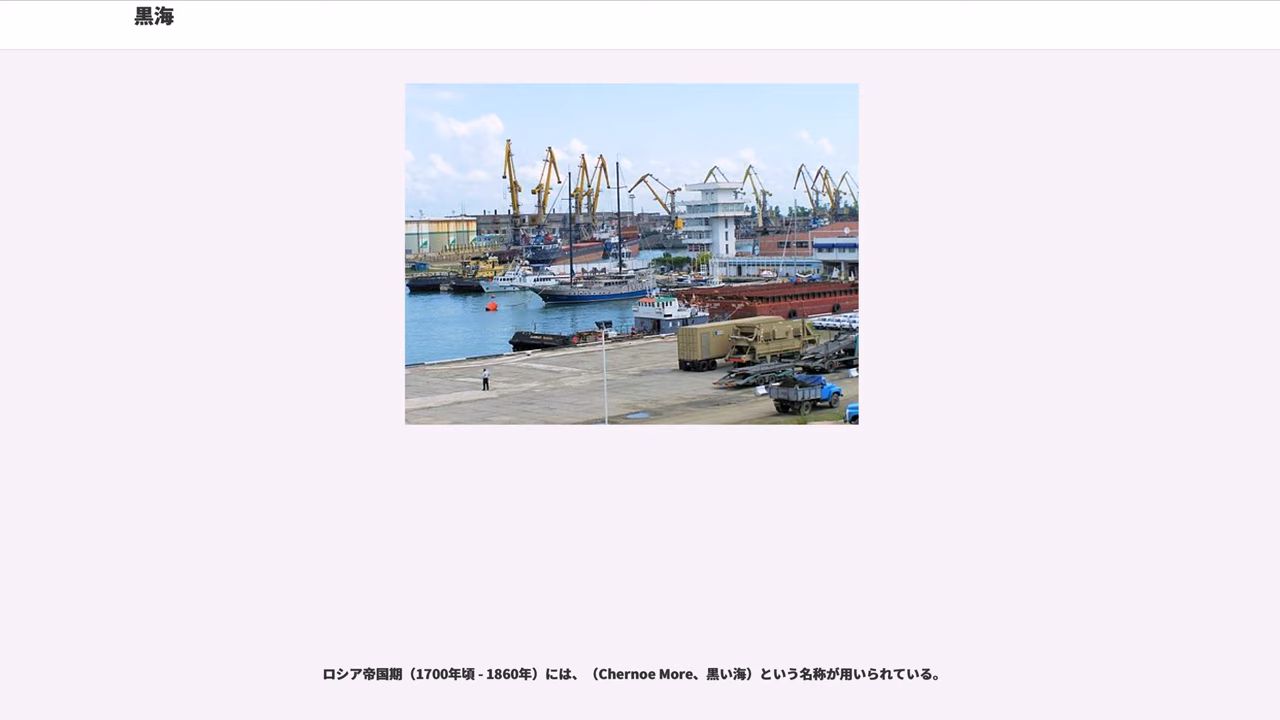 黒海
ロシア帝国期（1700年頃 - 1860年）には、（Chernoe More、黒い海）という名称が用いられている。